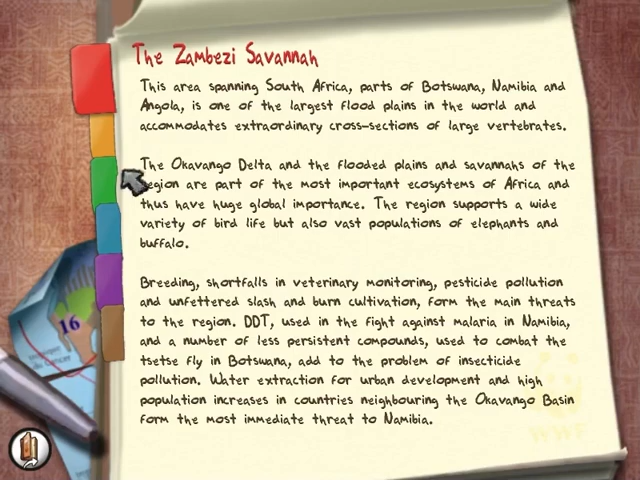 The Zambezi Savannah
This area spanning South Africa, parts of Botswana, Namibia and
Angola, is one of the largest flood plains in the world and
accommodates extraordinary cross-sections of large vertebrates.
The Okavango Delta and the flooded plains and savannahs of the
region are part of the most important ecosystems of Africa and
thus have huge global importance. The region supports a wide
variety of bird life but also vast populations of elephants and
buffalo.
Breeding, shortfalls in veterinary monitoring, pesticide pollution
and unfettered slash and burn cultivation, form the main threats
to the region. DDT, used in the fight against malaria in Namibia,
and a number of less persistent compounds, used to combat the
tsetse fly in Botswana, add to the problem of insecticide
pollution. Water extraction for urban development and high
population increases in countries neighbouring the Okavango Basin
form the most immediate threat to Namibia.
16
WWF